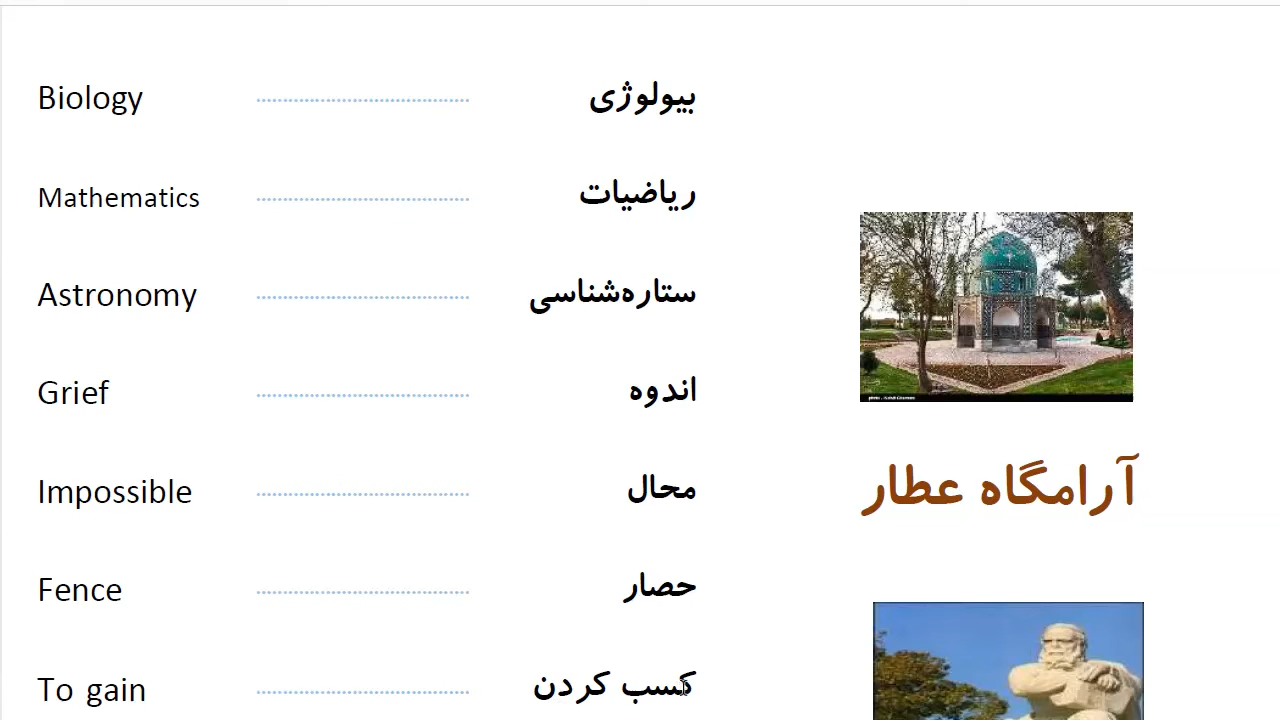 Biology ........................................ بیولوژی
Mathematics ........................................ ریاضیات
Astronomy ........................................ ستاره‌شناسی
Grief ........................................ اندوه
Impossible ........................................ محال
Fence ........................................ حصار
To gain ........................................ کسب کردن
آرامگاه عطار